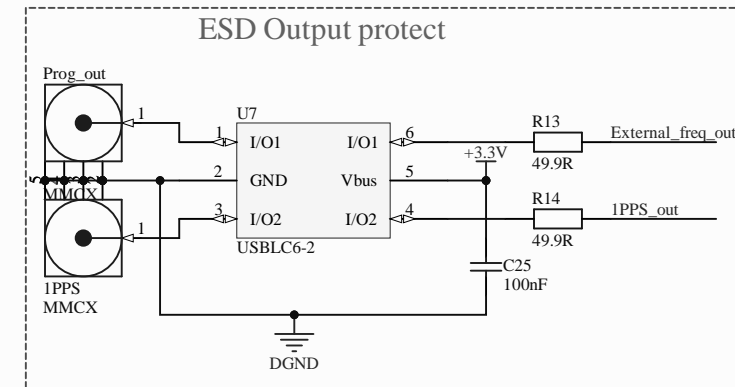 ESD Output protect
Prog_out
1
U7
1
I/O1
I/O1
6
R13
49.9R
External_freq_out
+3.3V
5
MMCX
2
GND
Vbus
5
1
3
I/O2
I/O2
4
R14
49.9R
1PPS_out
USBLC6-2
1PPS
MMCX
C25
100nF
DGND